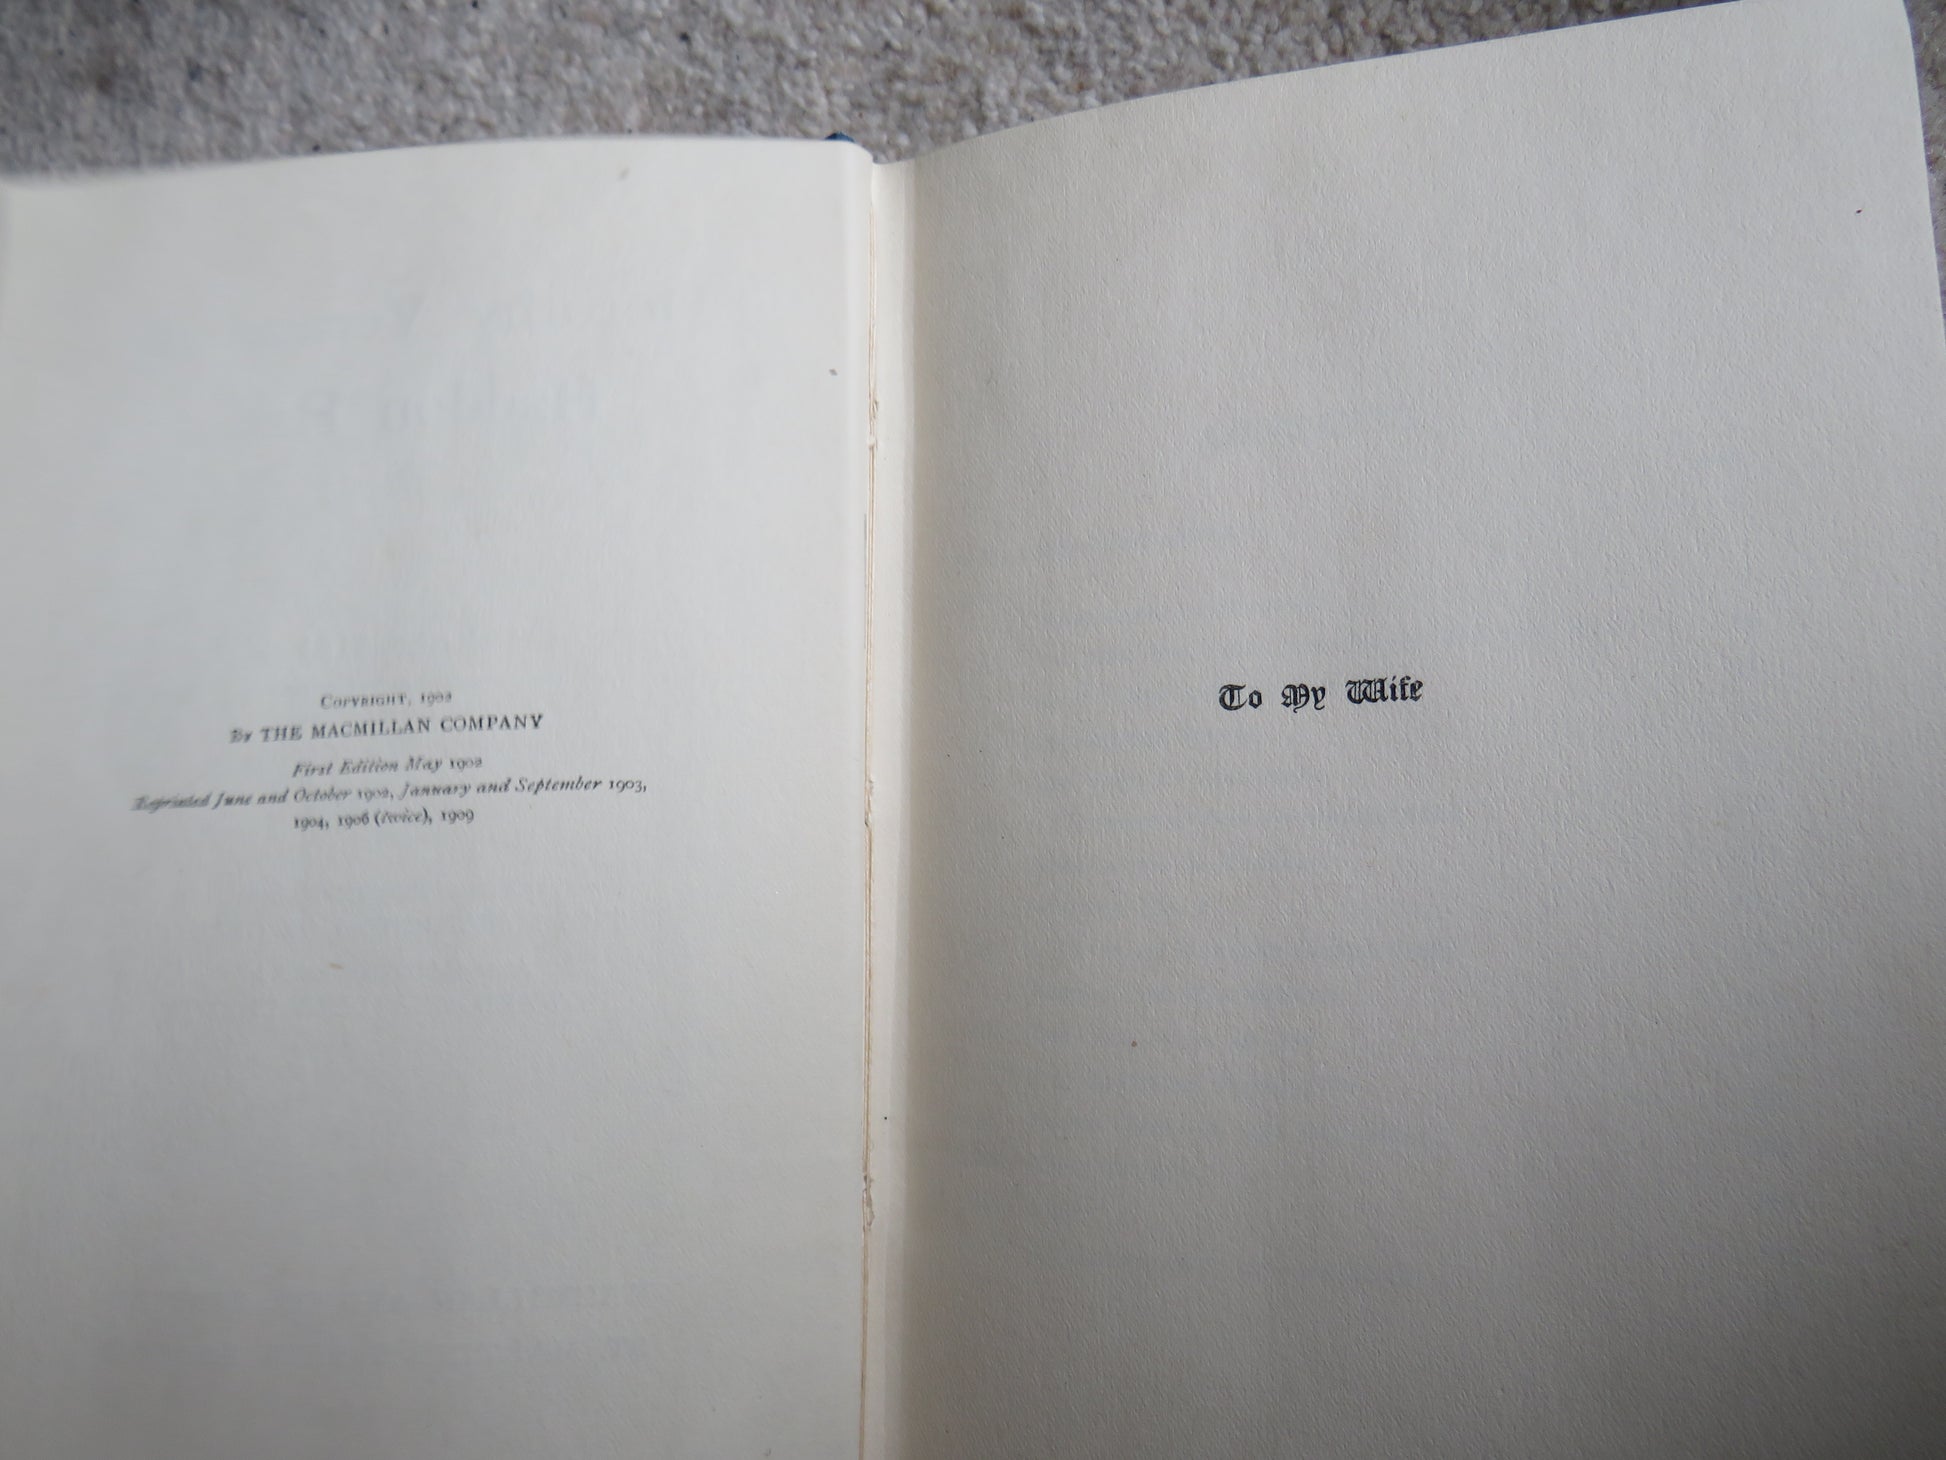 COPYRIGHT, 1902
BY THE MACMILLAN COMPANY
First Edition May 1902
Reprinted June and October 1902, January and September 1903,
1904, 1906 (twice), 1909
To My Wife